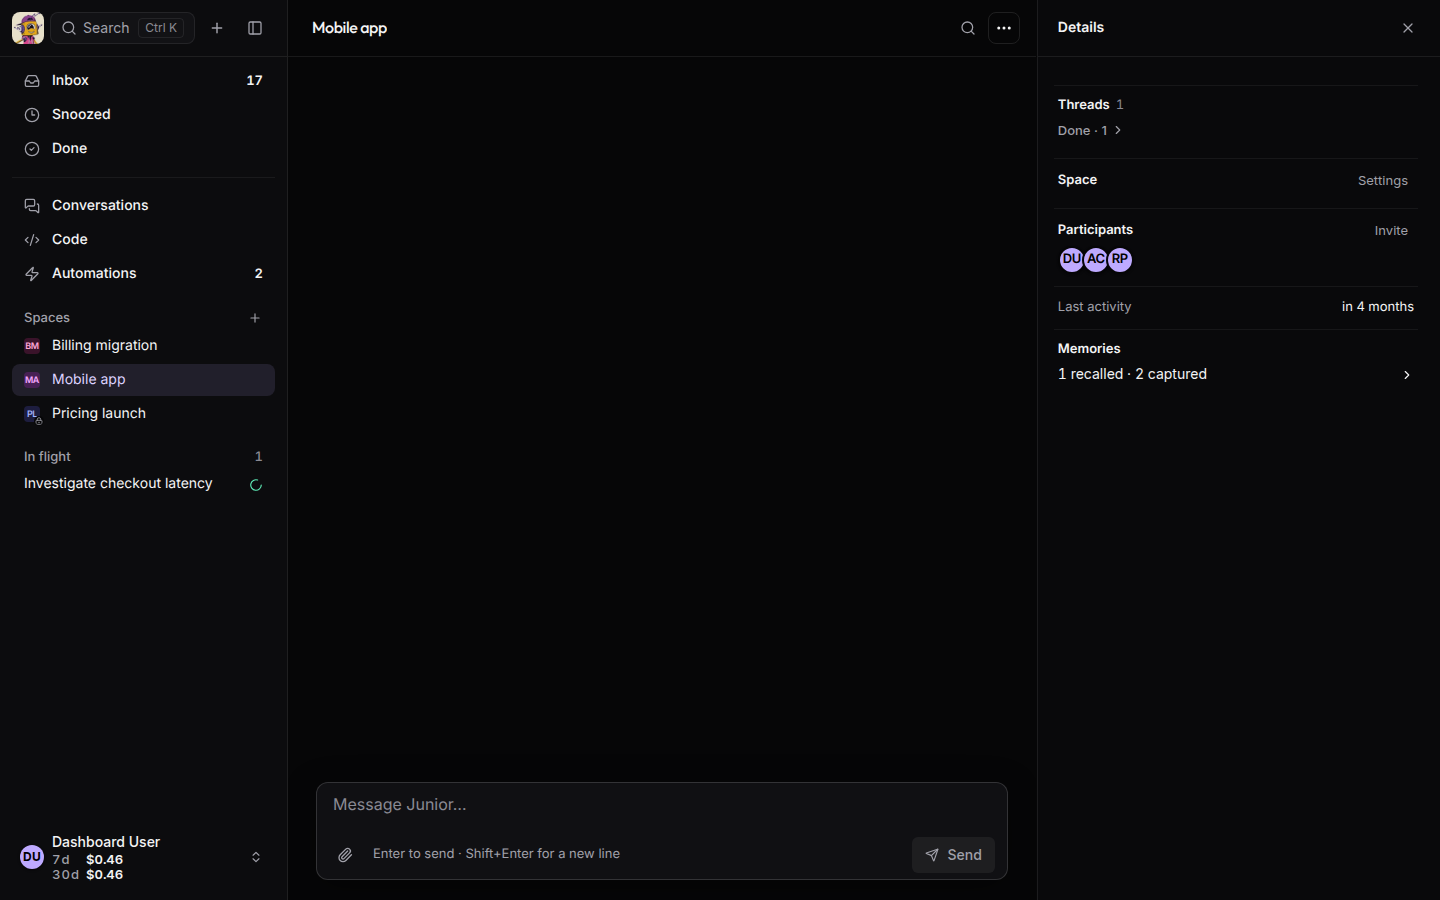 Search Ctrl K
Inbox 17
Snoozed
Done
Conversations
Code
Automations 2
Spaces
BM Billing migration
MA Mobile app
PL Pricing launch
In flight 1
Investigate checkout latency
DU Dashboard User
7d $0.46
30d $0.46
Mobile app
Message Junior...
Enter to send · Shift+Enter for a new line
Send
Details
Threads 1
Done · 1
Space Settings
Participants Invite
DU AC RP
Last activity in 4 months
Memories
1 recalled · 2 captured